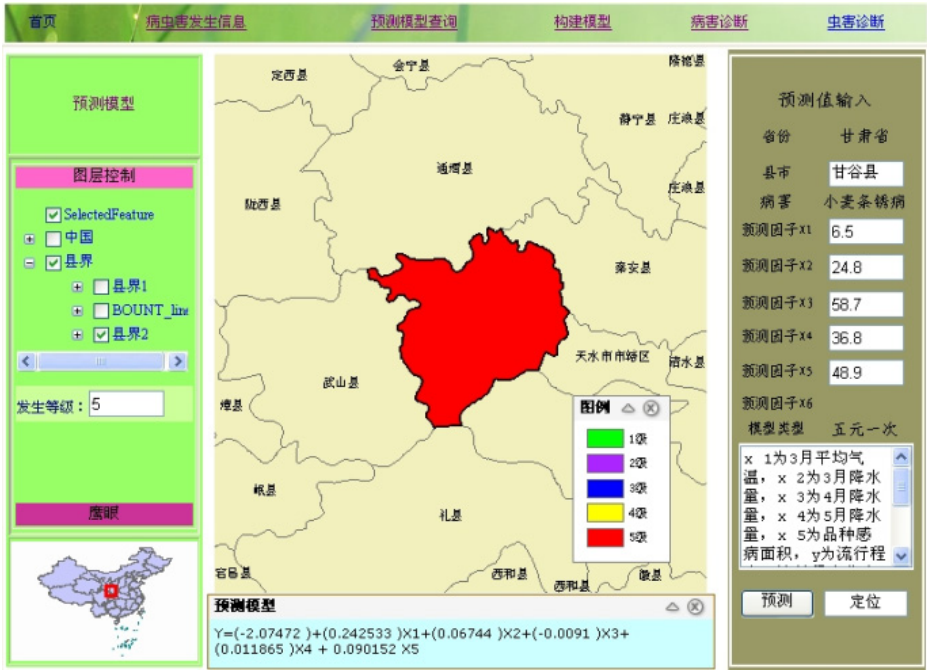 首页 病虫害发生信息 预测模型查询 构建模型 病害诊断 虫害诊断
预测模型
图层控制
SelectedFeature
中国
县界
县界1
BOUNT_line
县界2
发生等级：5
鹰眼
定西县
会宁县
隆德县
静宁县
庄浪县
通渭县
庄浪县
陇西县
秦安县
天水市市辖区
清水县
武山县
漳县
岷县
礼县
宕昌县
西和县
西和县
徽县
图例
1级
2级
3级
4级
5级
预测模型
Y=(-2.07472 )+(0.242533 )X1+(0.06744 )X2+(-0.0091 )X3+
(0.011865 )X4 + 0.090152 X5
预测值输入
省份 甘肃省
县市 甘谷县
病害 小麦条锈病
预测因子X1 6.5
预测因子X2 24.8
预测因子X3 58.7
预测因子X4 36.8
预测因子X5 48.9
预测因子X6
模型类型 五元一次
x 1为3月平均气
温，x 2为3月降水
量，x 3为4月降水
量，x 4为5月降水
量，x 5为品种感
病面积，y为流行程
预测 定位